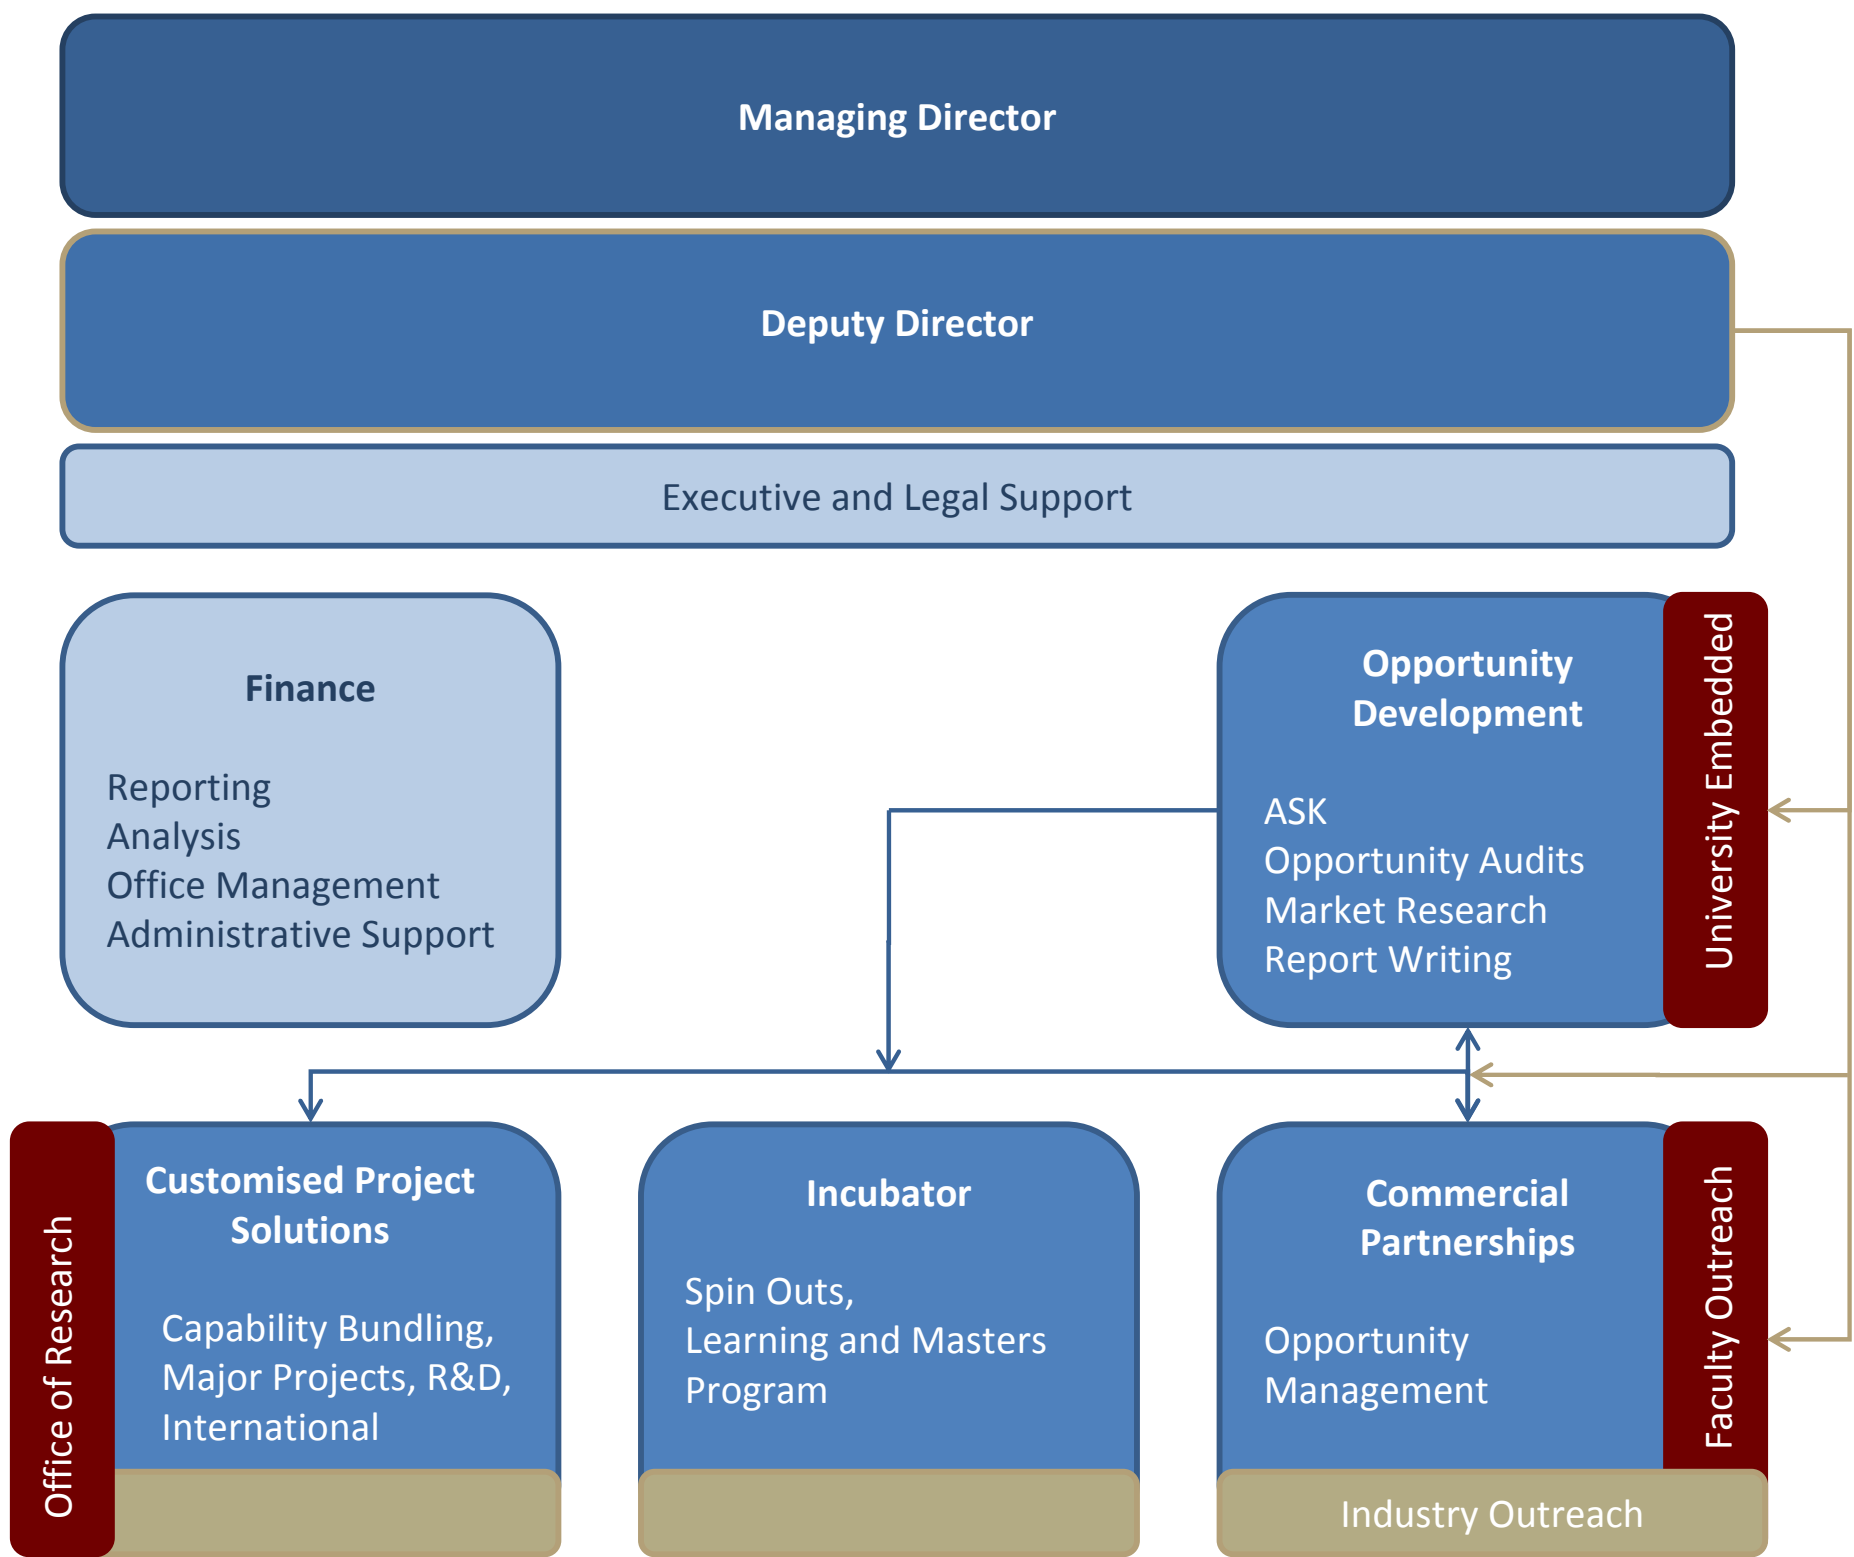 Managing Director
Deputy Director
Executive and Legal Support
Finance
Reporting
Analysis
Office Management
Administrative Support
Opportunity
Development
ASK
Opportunity Audits
Market Research
Report Writing
University Embedded
Office of Research
Customised Project
Solutions
Capability Bundling,
Major Projects, R&D,
International
Incubator
Spin Outs,
Learning and Masters
Program
Commercial
Partnerships
Opportunity
Management
Faculty Outreach
Industry Outreach